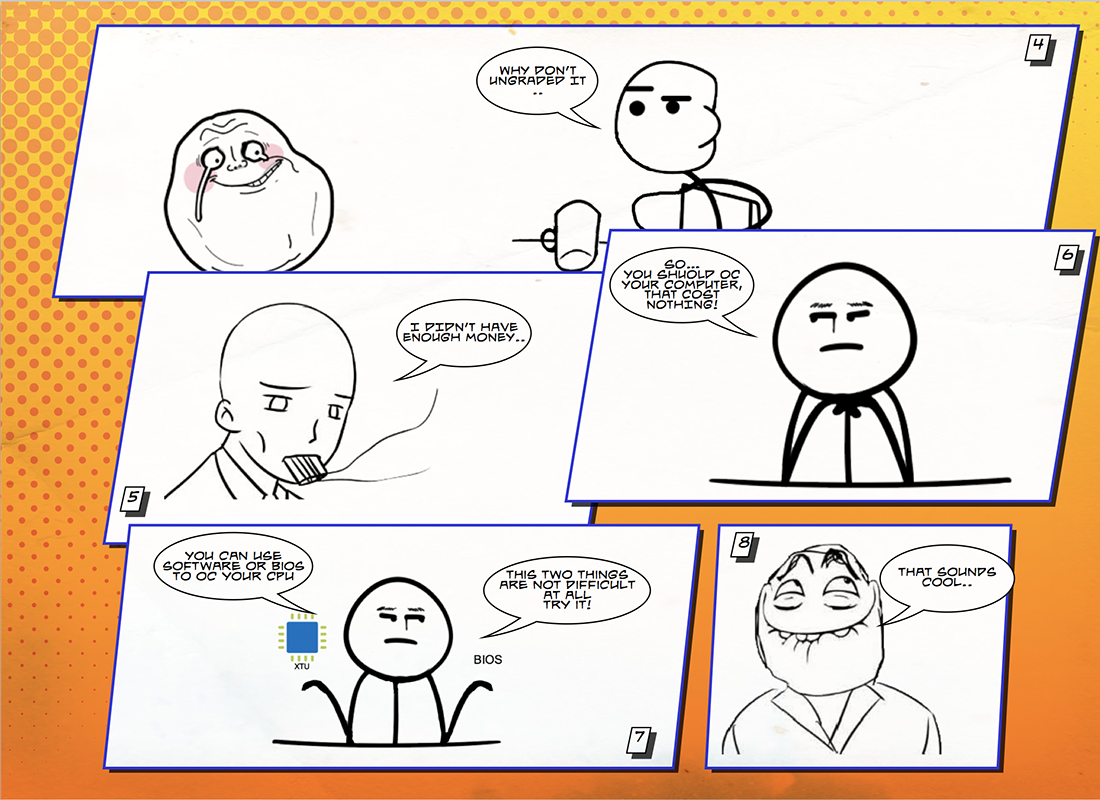 4
WHY DON'T
UNGRADED IT
..
5
I DIDN'T HAVE
ENOUGH MONEY..
6
SO...
YOU SHUOLD OC
YOUR COMPUTER,
THAT COST
NOTHING!
7
YOU CAN USE
SOFTWARE OR BIOS
TO OC YOUR CPU
XTU
THIS TWO THINGS
ARE NOT DIFFICULT
AT ALL
TRY IT!
BIOS
8
THAT SOUNDS
COOL..